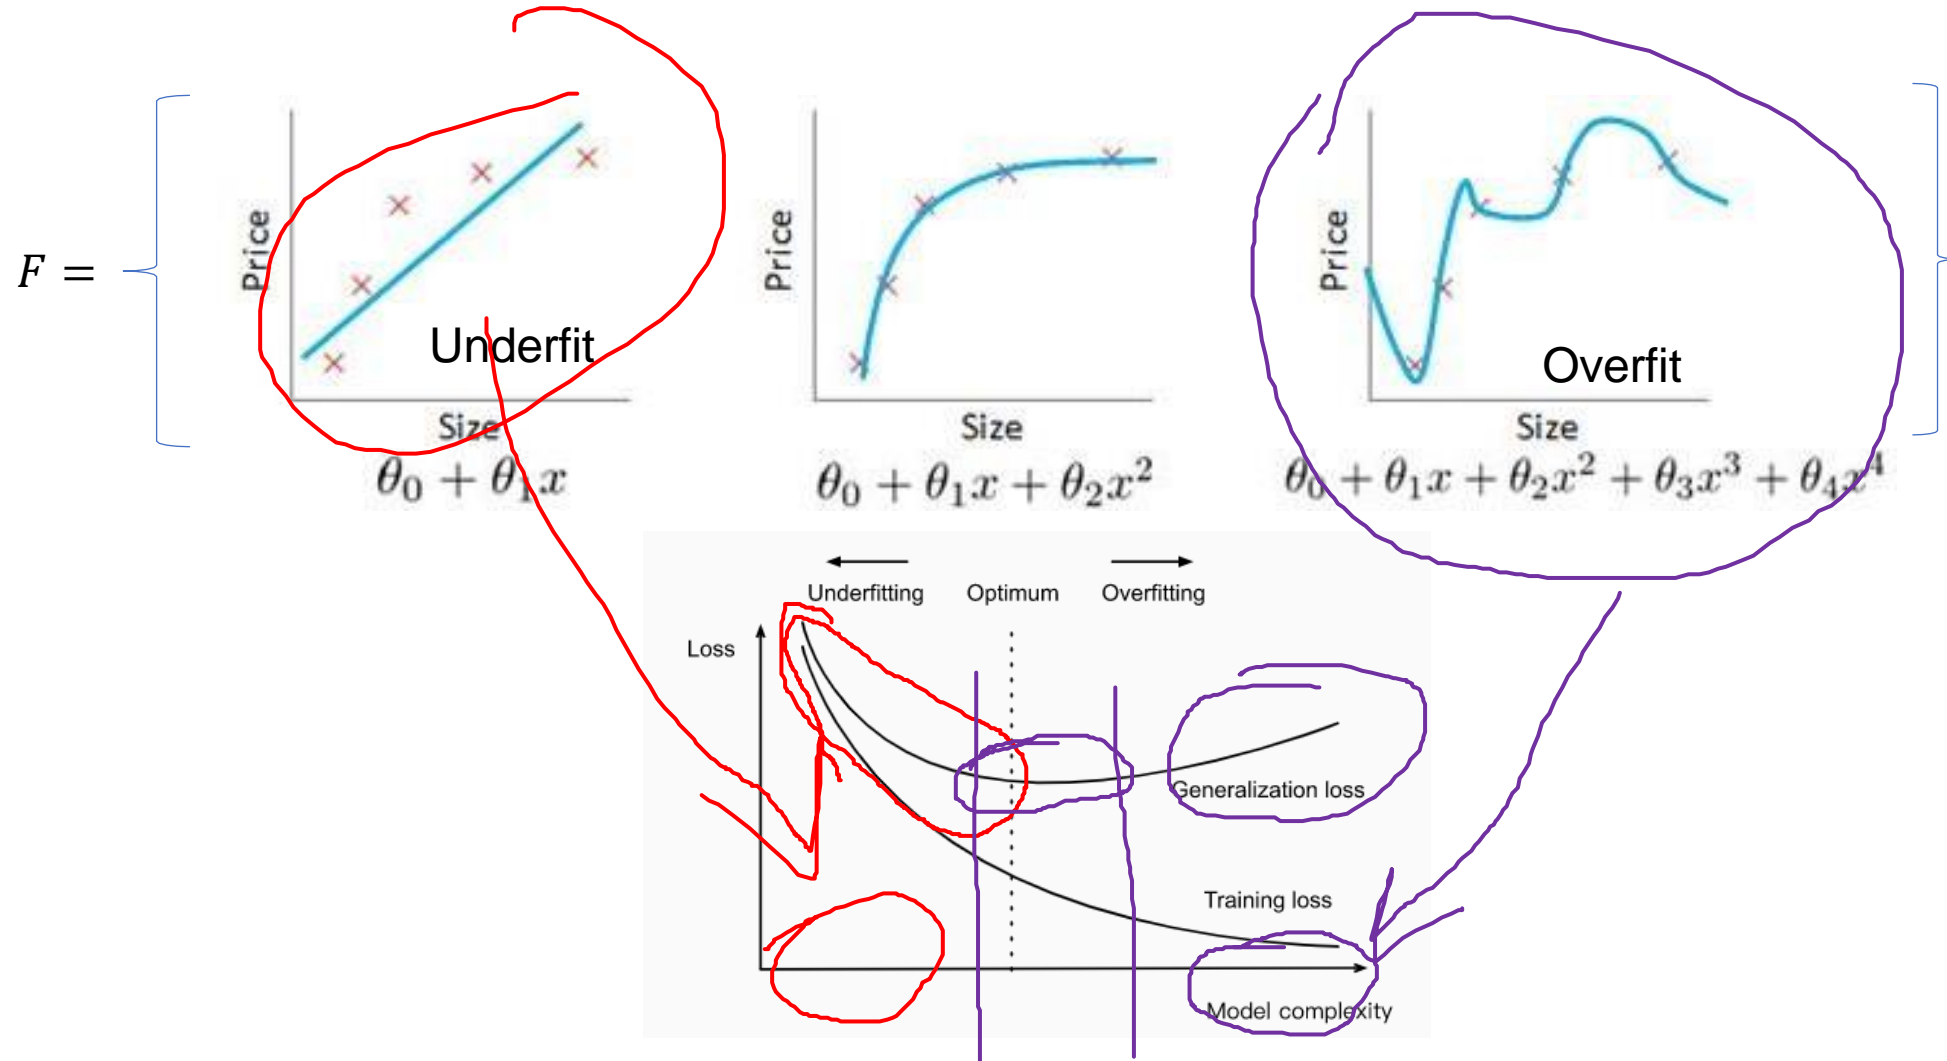 F =
Price
Underfit
Size
θ₀ + θ₁x
Price
Size
θ₀ + θ₁x + θ₂x²
Price
Overfit
Size
θ₀ + θ₁x + θ₂x² + θ₃x³ + θ₄x⁴
Underfitting Optimum Overfitting
Loss
Generalization loss
Training loss
Model complexity